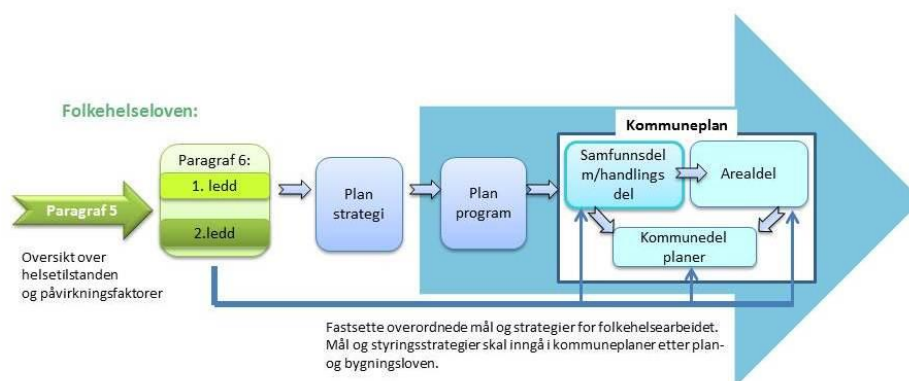 Folkehelseloven:
Paragraf 5
Oversikt over
helsetilstanden
og påvirkningsfaktorer
Paragraf 6:
1. ledd
2.ledd
Plan
strategi
Plan
program
Kommuneplan
Samfunnsdel
m/handlings
del
Arealdel
Kommunedel
planer
Fastsette overordnede mål og strategier for folkehelsearbeidet.
Mål og styringsstrategier skal inngå i kommuneplaner etter plan-
og bygningsloven.